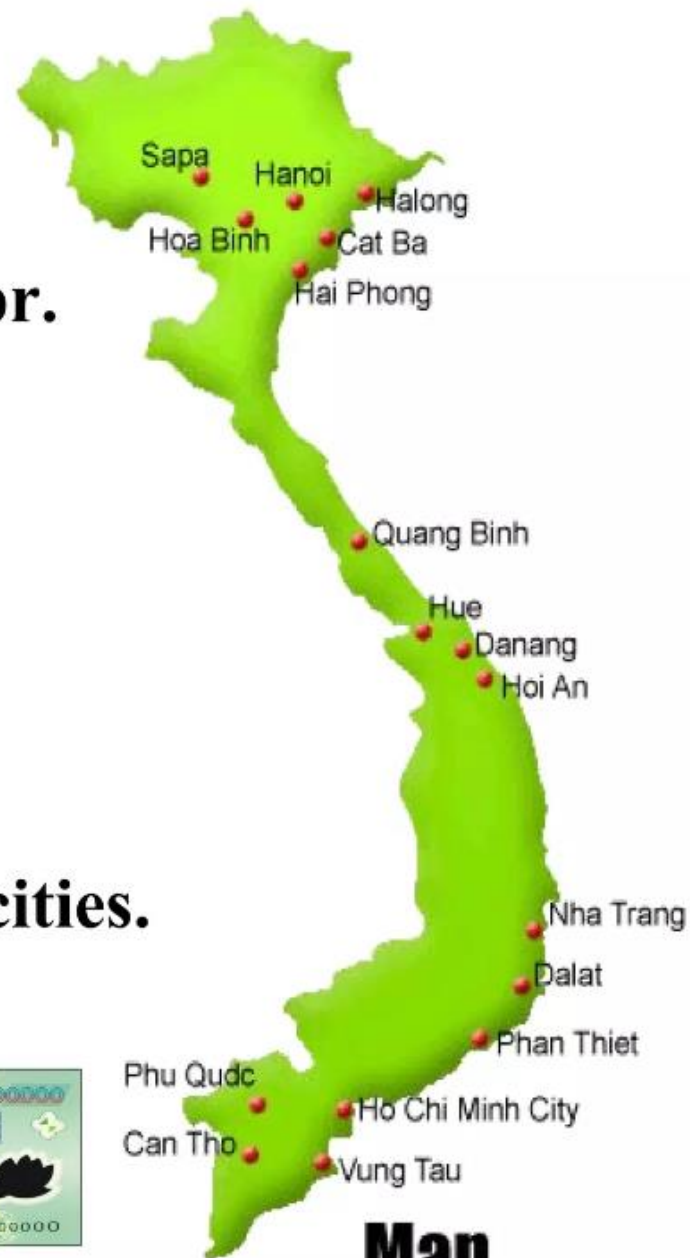 Sapa
Hanoi
Halong
Hoa Binh
Cat Ba
Hai Phong
or.
Quang Binh
Hue
Danang
Hoi An
cities.
Nha Trang
Dalat
Phan Thiet
Phu Qudc
Ho Chi Minh City
Can Tho
Vung Tau
Map